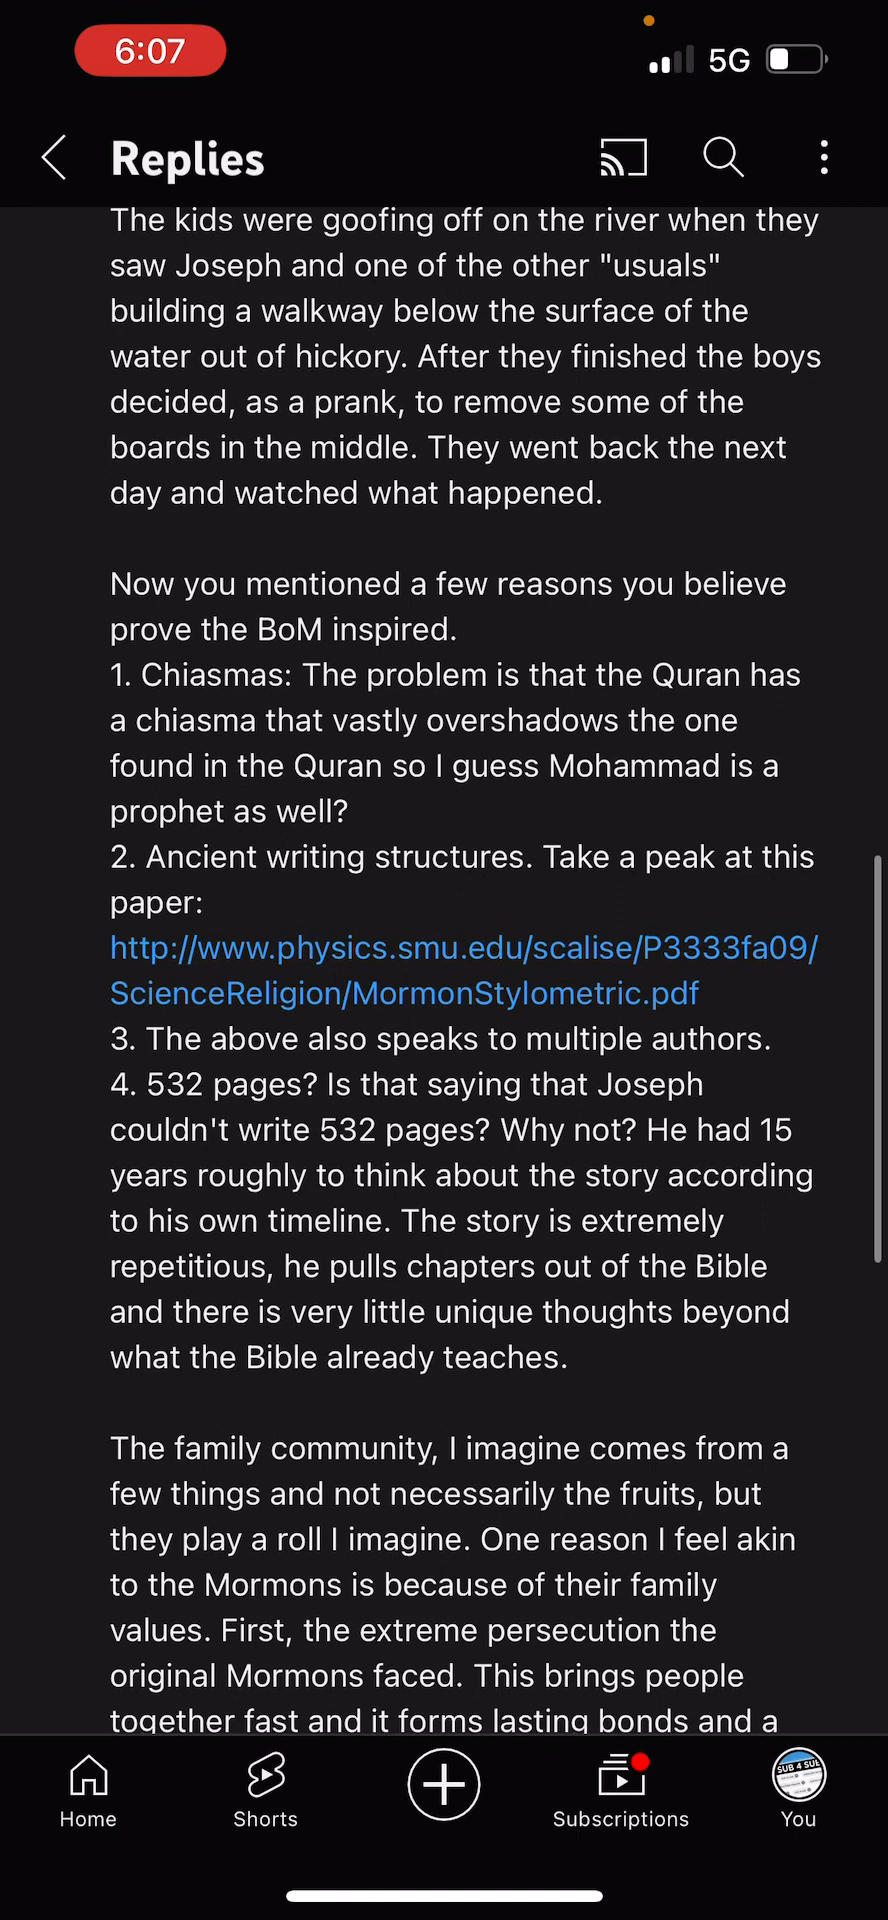 6:07
5G
Replies
The kids were goofing off on the river when they
saw Joseph and one of the other "usuals"
building a walkway below the surface of the
water out of hickory. After they finished the boys
decided, as a prank, to remove some of the
boards in the middle. They went back the next
day and watched what happened.
Now you mentioned a few reasons you believe
prove the BoM inspired.
1. Chiasmas: The problem is that the Quran has
a chiasma that vastly overshadows the one
found in the Quran so I guess Mohammad is a
prophet as well?
2. Ancient writing structures. Take a peak at this
paper:
http://www.physics.smu.edu/scalise/P3333fa09/
ScienceReligion/MormonStylometric.pdf
3. The above also speaks to multiple authors.
4. 532 pages? Is that saying that Joseph
couldn't write 532 pages? Why not? He had 15
years roughly to think about the story according
to his own timeline. The story is extremely
repetitious, he pulls chapters out of the Bible
and there is very little unique thoughts beyond
what the Bible already teaches.
The family community, I imagine comes from a
few things and not necessarily the fruits, but
they play a roll I imagine. One reason I feel akin
to the Mormons is because of their family
values. First, the extreme persecution the
original Mormons faced. This brings people
together fast and it forms lasting bonds and a
SUB 4 SUB
Home
Shorts
Subscriptions
You